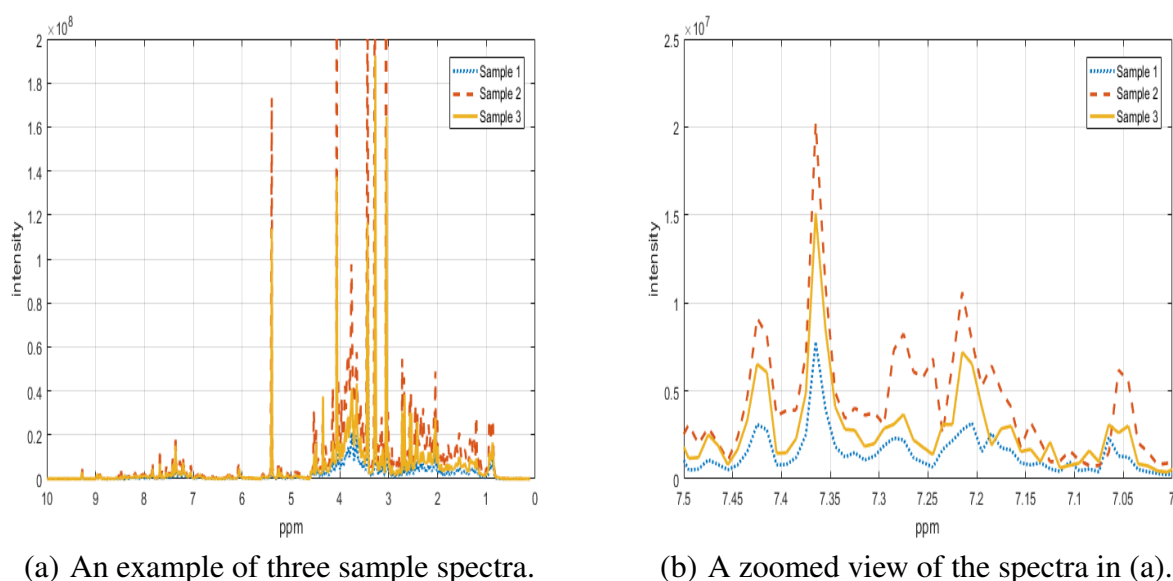 ×10⁸
2
1.8
1.6
1.4
1.2
1
0.8
0.6
0.4
0.2
0
intensity
10 9 8 7 6 5 4 3 2 1 0
ppm
Sample 1
Sample 2
Sample 3
(a) An example of three sample spectra.
×10⁷
2.5
2
1.5
1
0.5
0
intensity
7.5 7.45 7.4 7.35 7.3 7.25 7.2 7.15 7.1 7.05 7
ppm
Sample 1
Sample 2
Sample 3
(b) A zoomed view of the spectra in (a).